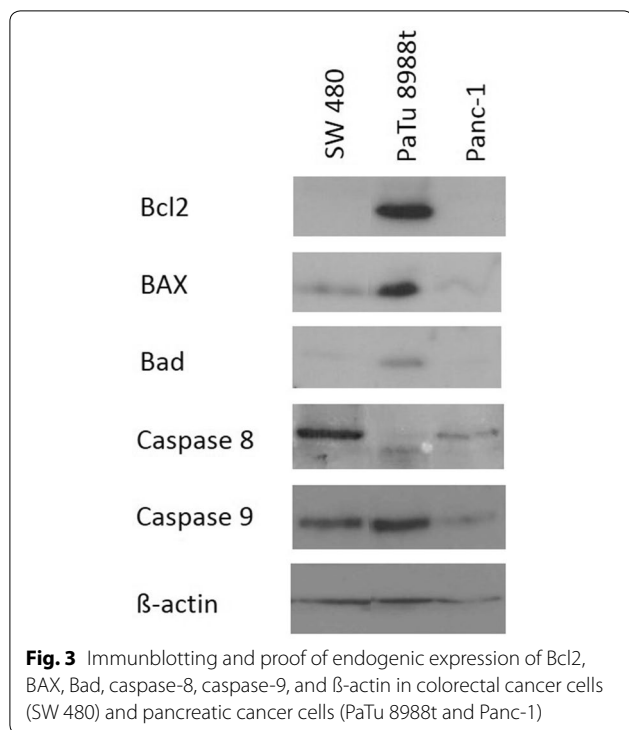 SW 480
PaTu 8988t
Panc-1
Bcl2
BAX
Bad
Caspase 8
Caspase 9
ß-actin
Fig. 3 Immunblotting and proof of endogenic expression of Bcl2,
BAX, Bad, caspase-8, caspase-9, and ß-actin in colorectal cancer cells
(SW 480) and pancreatic cancer cells (PaTu 8988t and Panc-1)